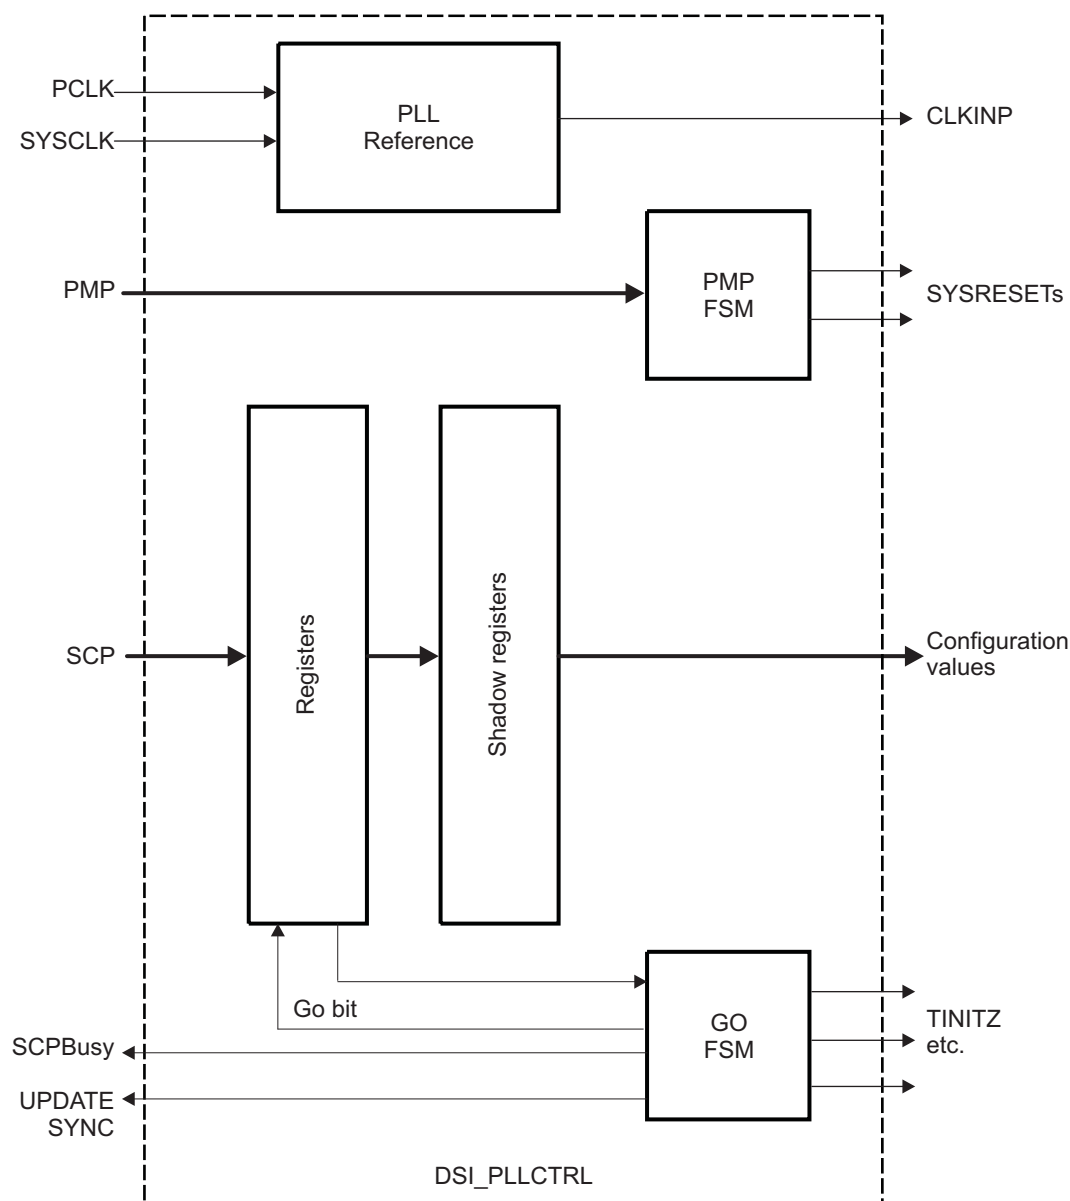 PCLK
SYSCLK
PLL
Reference
CLKINP
PMP
PMP
FSM
SYSRESETs
SCP
Registers
Shadow registers
Configuration
values
Go bit
GO
FSM
TINITZ
etc.
SCPBusy
UPDATE
SYNC
DSI_PLLCTRL